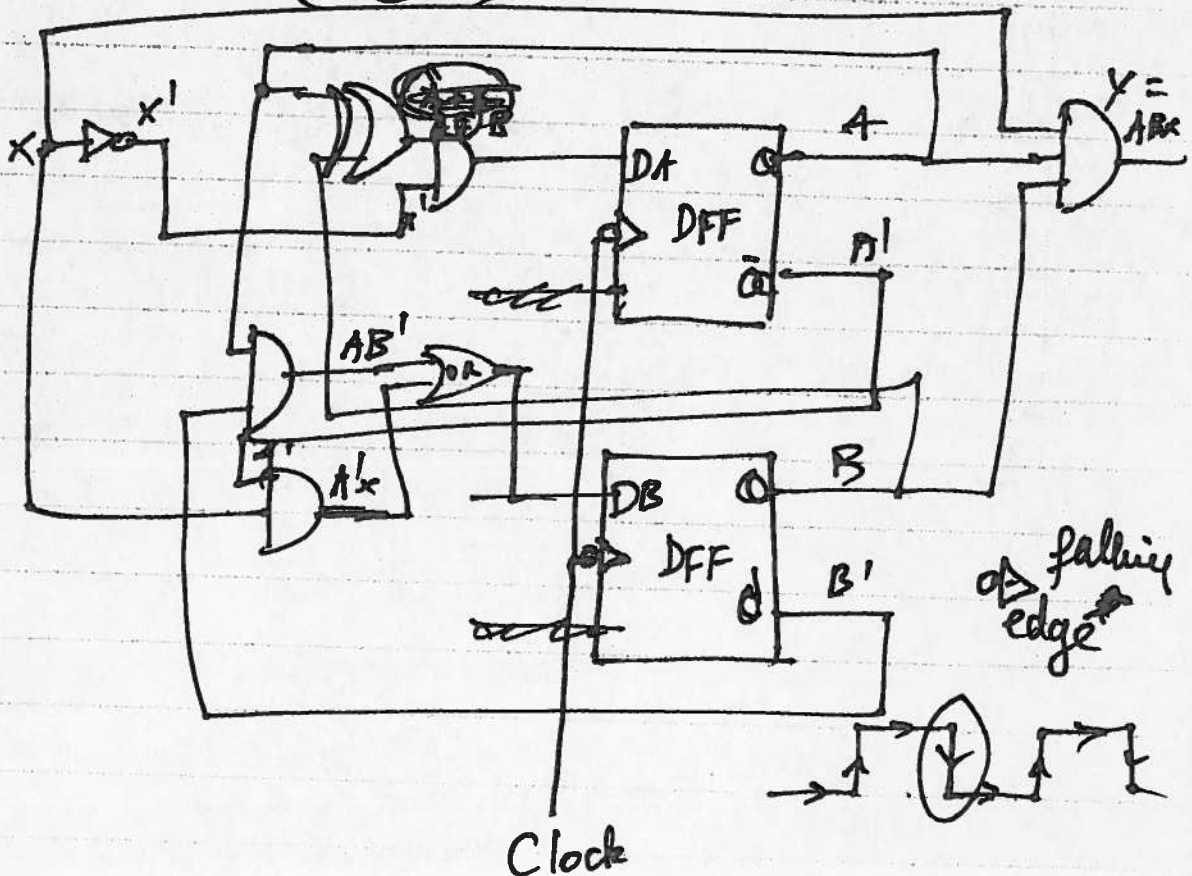 Y =
ABx
x
x'
A
DA
Q
DFF
x'
A'
Q̄
AB'
OR
A'x
DB
Q
B
DFF
B'
falling
edge
Clock